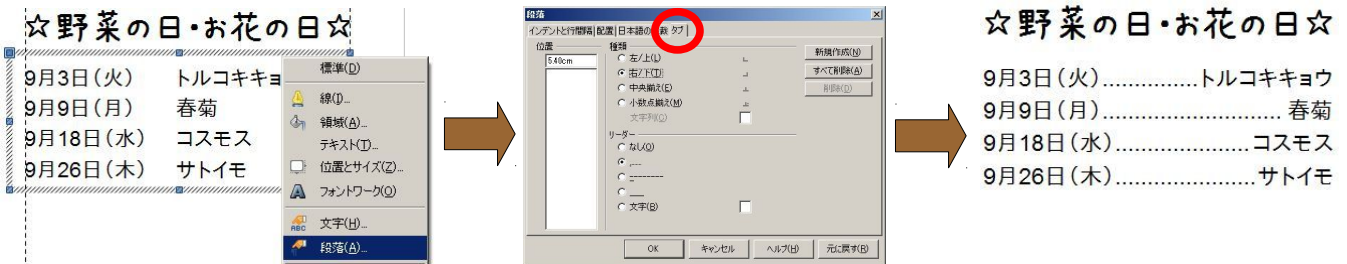 ☆野菜の日・お花の日☆
9月3日（火） トルコキキョ
9月9日（月） 春菊
9月18日（水） コスモス
9月26日（木） サトイモ
標準(D)
線(I)...
領域(A)...
テキスト(T)...
位置とサイズ(Z)...
フォントワーク(O)
文字(H)...
段落(A)...
段落
インデントと行間隔 配置 日本語の 裁 タブ
位置
5.40cm
種類
左/上(L)
右/下(T)
中央揃え(E)
小数点揃え(M)
文字列(C)
リーダー
なし(O)
.....
--------
___
文字(B)
新規作成(N)
すべて削除(A)
削除(D)
OK キャンセル ヘルプ(H) 元に戻す(R)
☆野菜の日・お花の日☆
9月3日（火）...............トルコキキョウ
9月9日（月）............................ 春菊
9月18日（水）......................コスモス
9月26日（木）.......................サトイモ